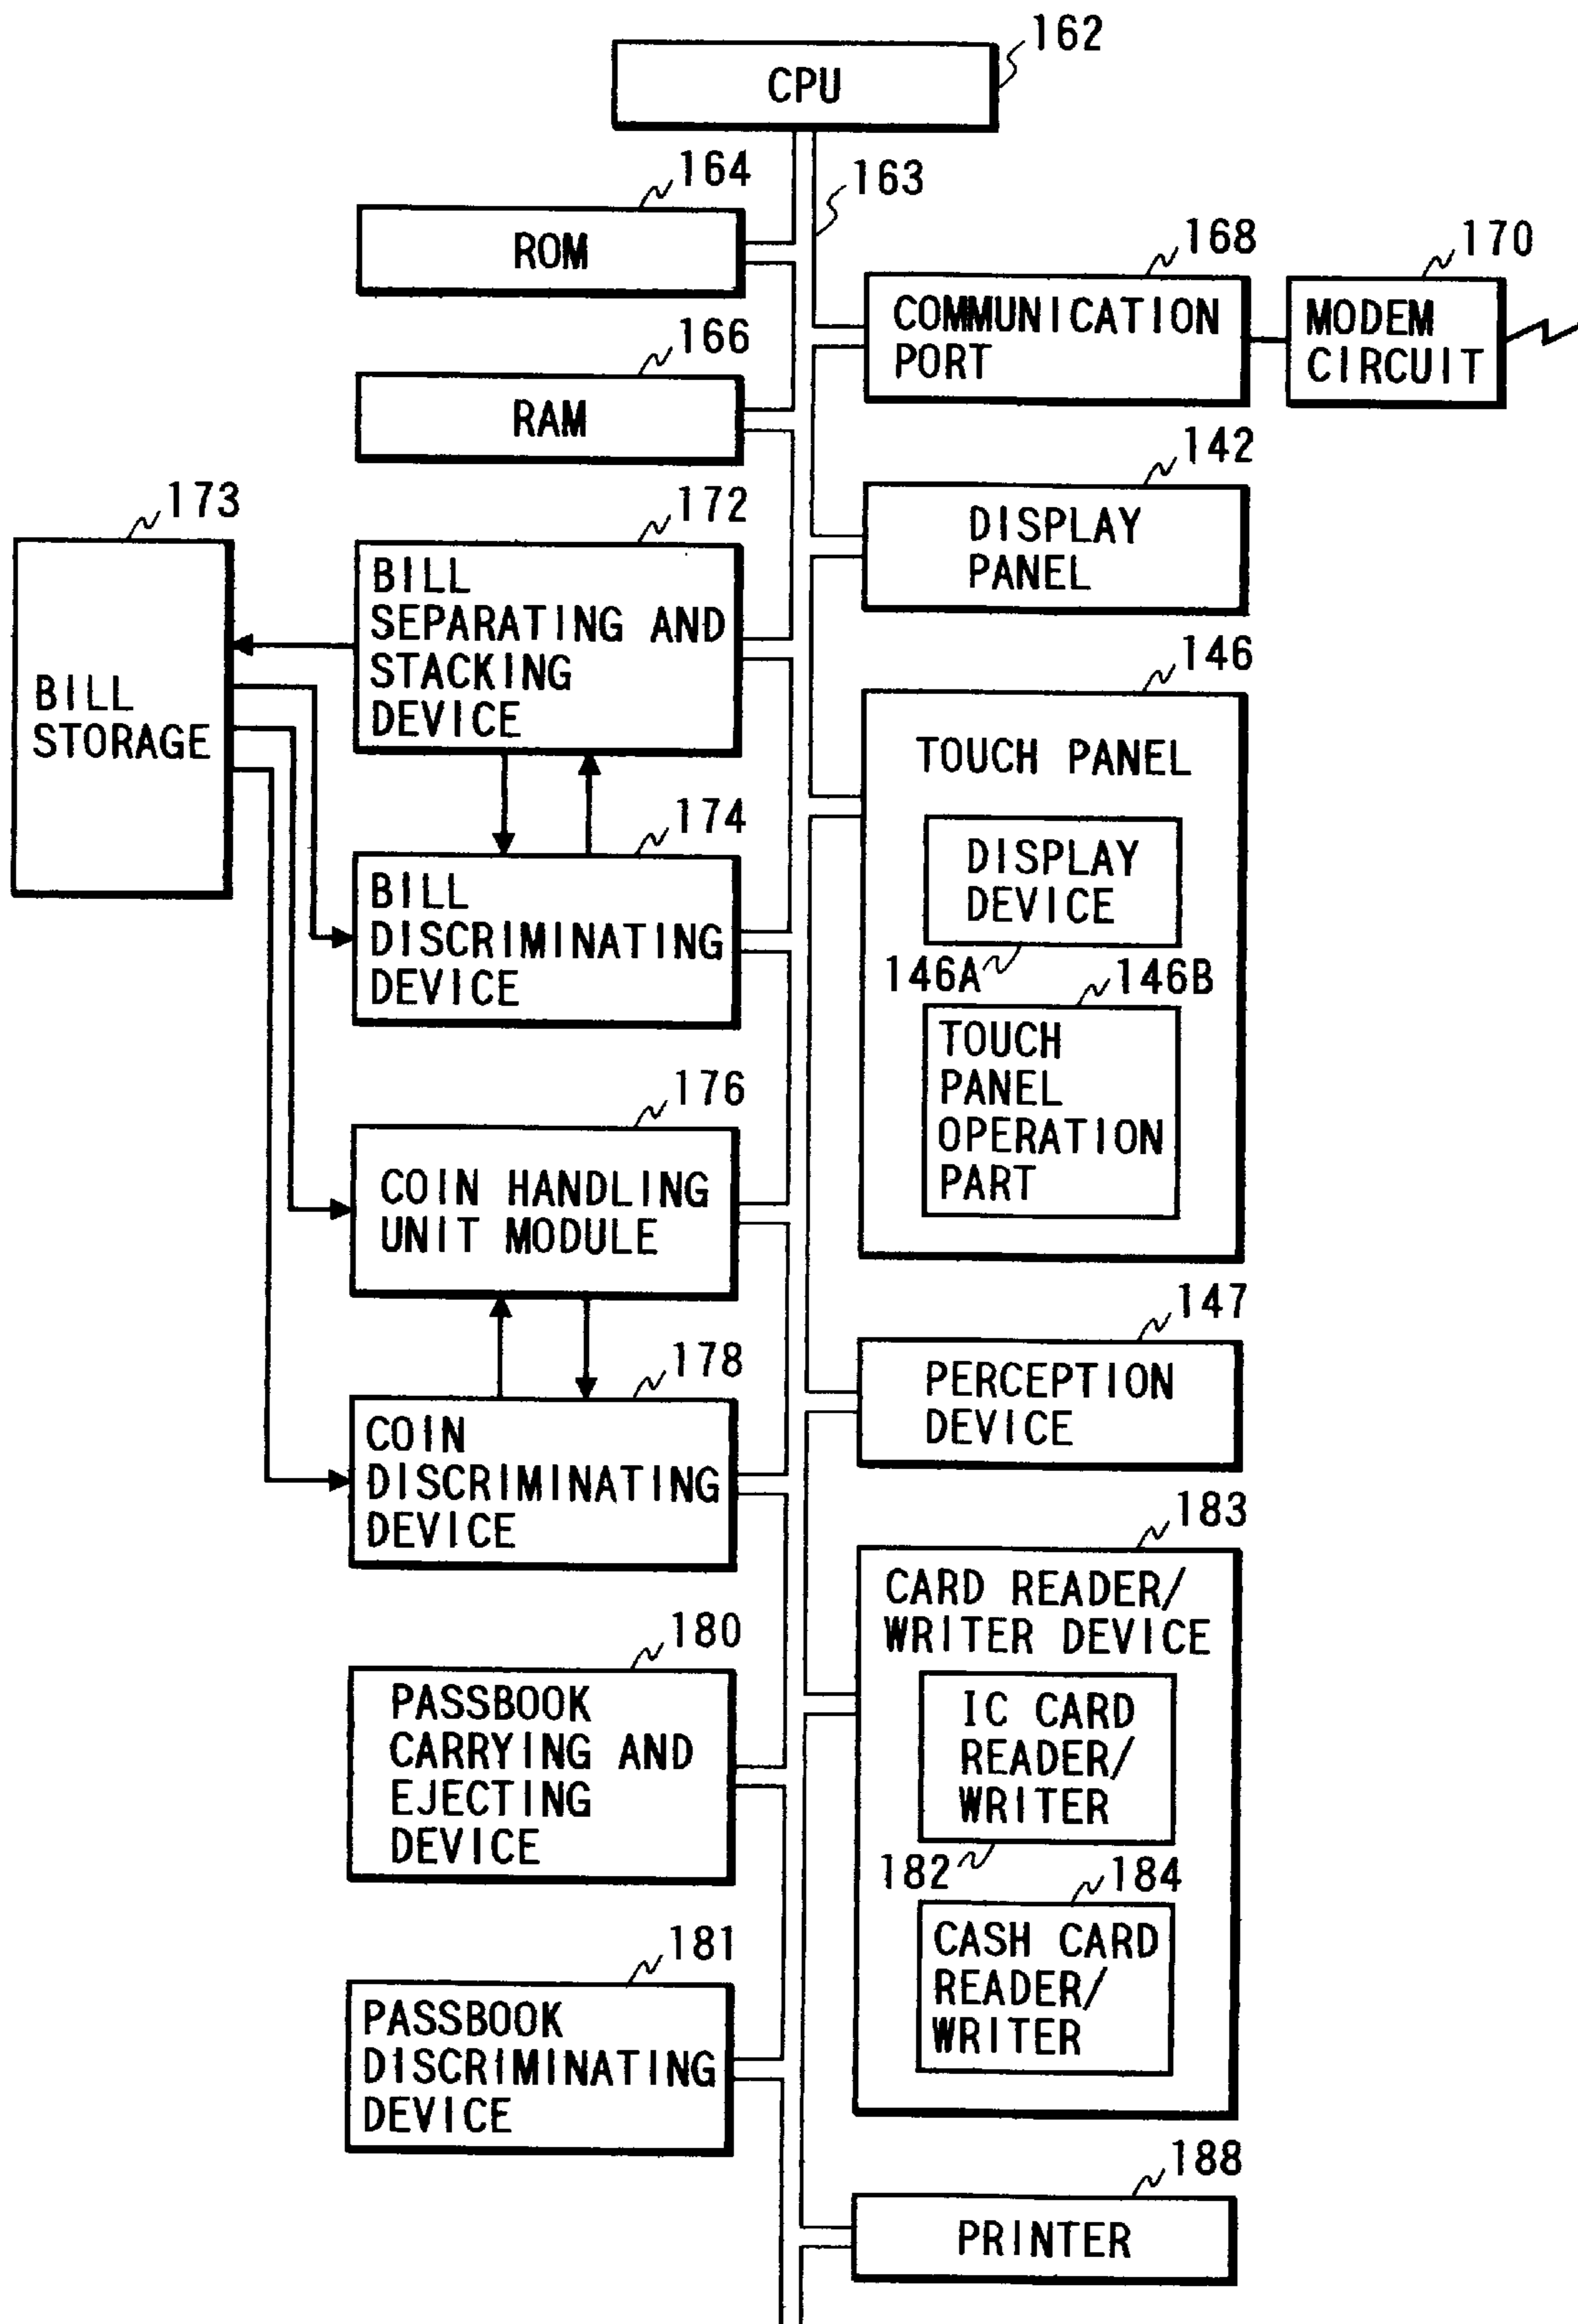 162
CPU
164
163
ROM
168
170
COMMUNICATION
PORT
MODEM
CIRCUIT
166
RAM
142
DISPLAY
PANEL
173
BILL
STORAGE
172
BILL
SEPARATING AND
STACKING
DEVICE
146
TOUCH PANEL
DISPLAY
DEVICE
146A
146B
TOUCH
PANEL
OPERATION
PART
174
BILL
DISCRIMINATING
DEVICE
176
COIN HANDLING
UNIT MODULE
147
PERCEPTION
DEVICE
178
COIN
DISCRIMINATING
DEVICE
183
CARD READER/
WRITER DEVICE
IC CARD
READER/
WRITER
182
184
CASH CARD
READER/
WRITER
180
PASSBOOK
CARRYING AND
EJECTING
DEVICE
181
PASSBOOK
DISCRIMINATING
DEVICE
188
PRINTER